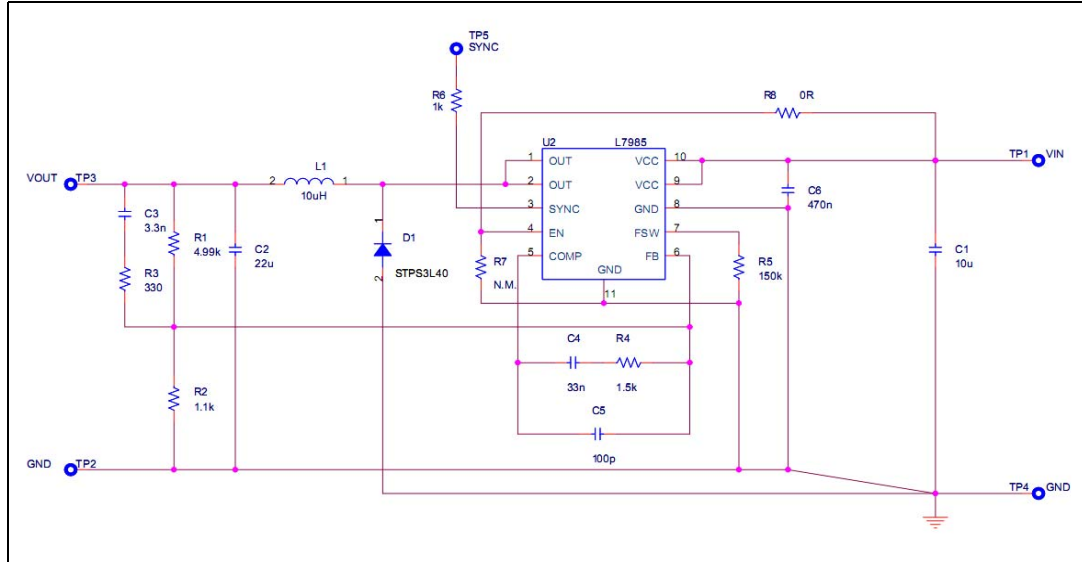 TP5
SYNC
R6
1k
R8 0R
U2 L7985
1 OUT VCC 10
2 OUT VCC 9
3 SYNC GND 8
4 EN FSW 7
5 COMP FB 6
GND
11
TP1 VIN
VOUT TP3
L1
2 1
10uH
C3
3.3n
R1
4.99k
C2
22u
R3
330
1
D1
2
STPS3L40
R7
N.M.
R5
150k
C6
470n
C1
10u
C4 R4
33n 1.5k
C5
100p
R2
1.1k
GND TP2
TP4 GND